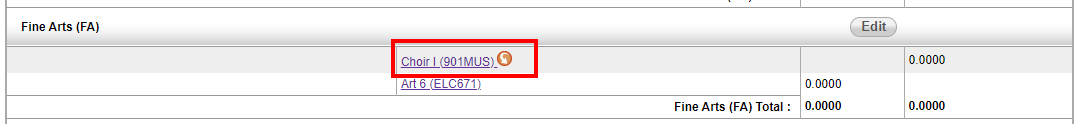 Fine Arts (FA) Edit
Choir I (901MUS) 0.0000
Art 6 (ELC671) 0.0000
Fine Arts (FA) Total : 0.0000 0.0000